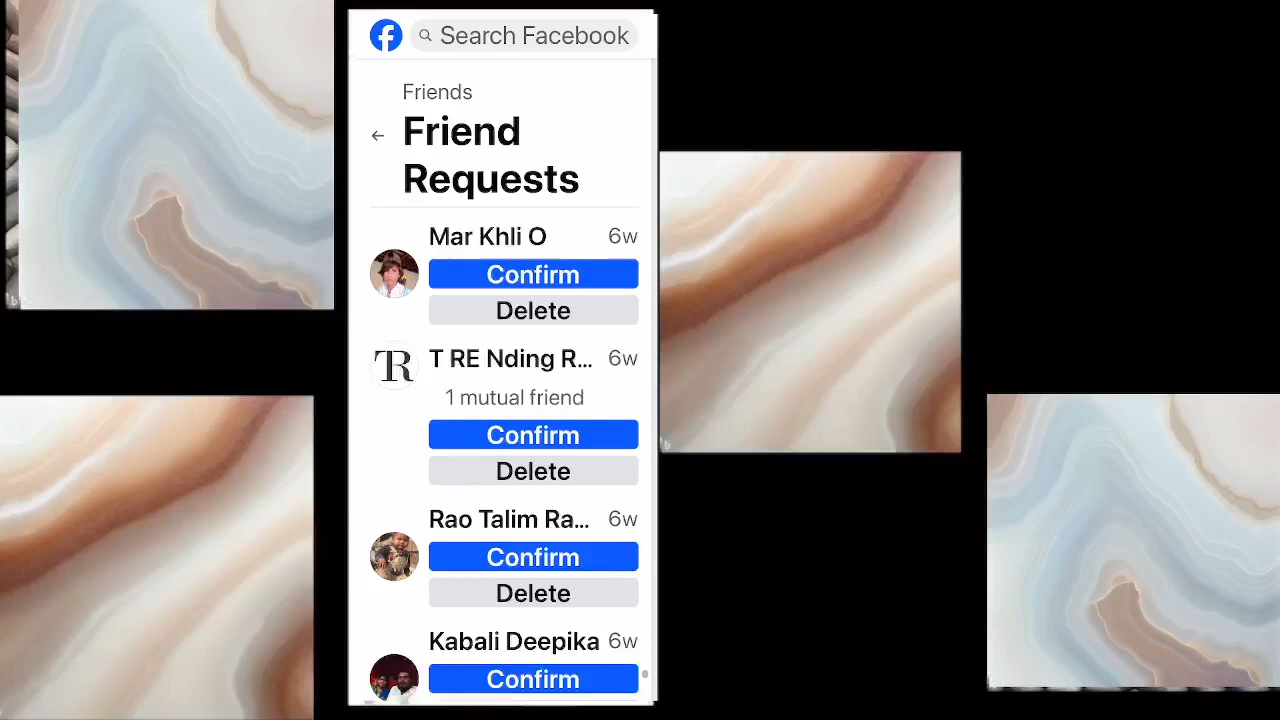 Search Facebook
Friends
Friend
Requests
Mar Khli O 6w
Confirm
Delete
TR
T RE Nding R... 6w
1 mutual friend
Confirm
Delete
Rao Talim Ra... 6w
Confirm
Delete
Kabali Deepika 6w
Confirm